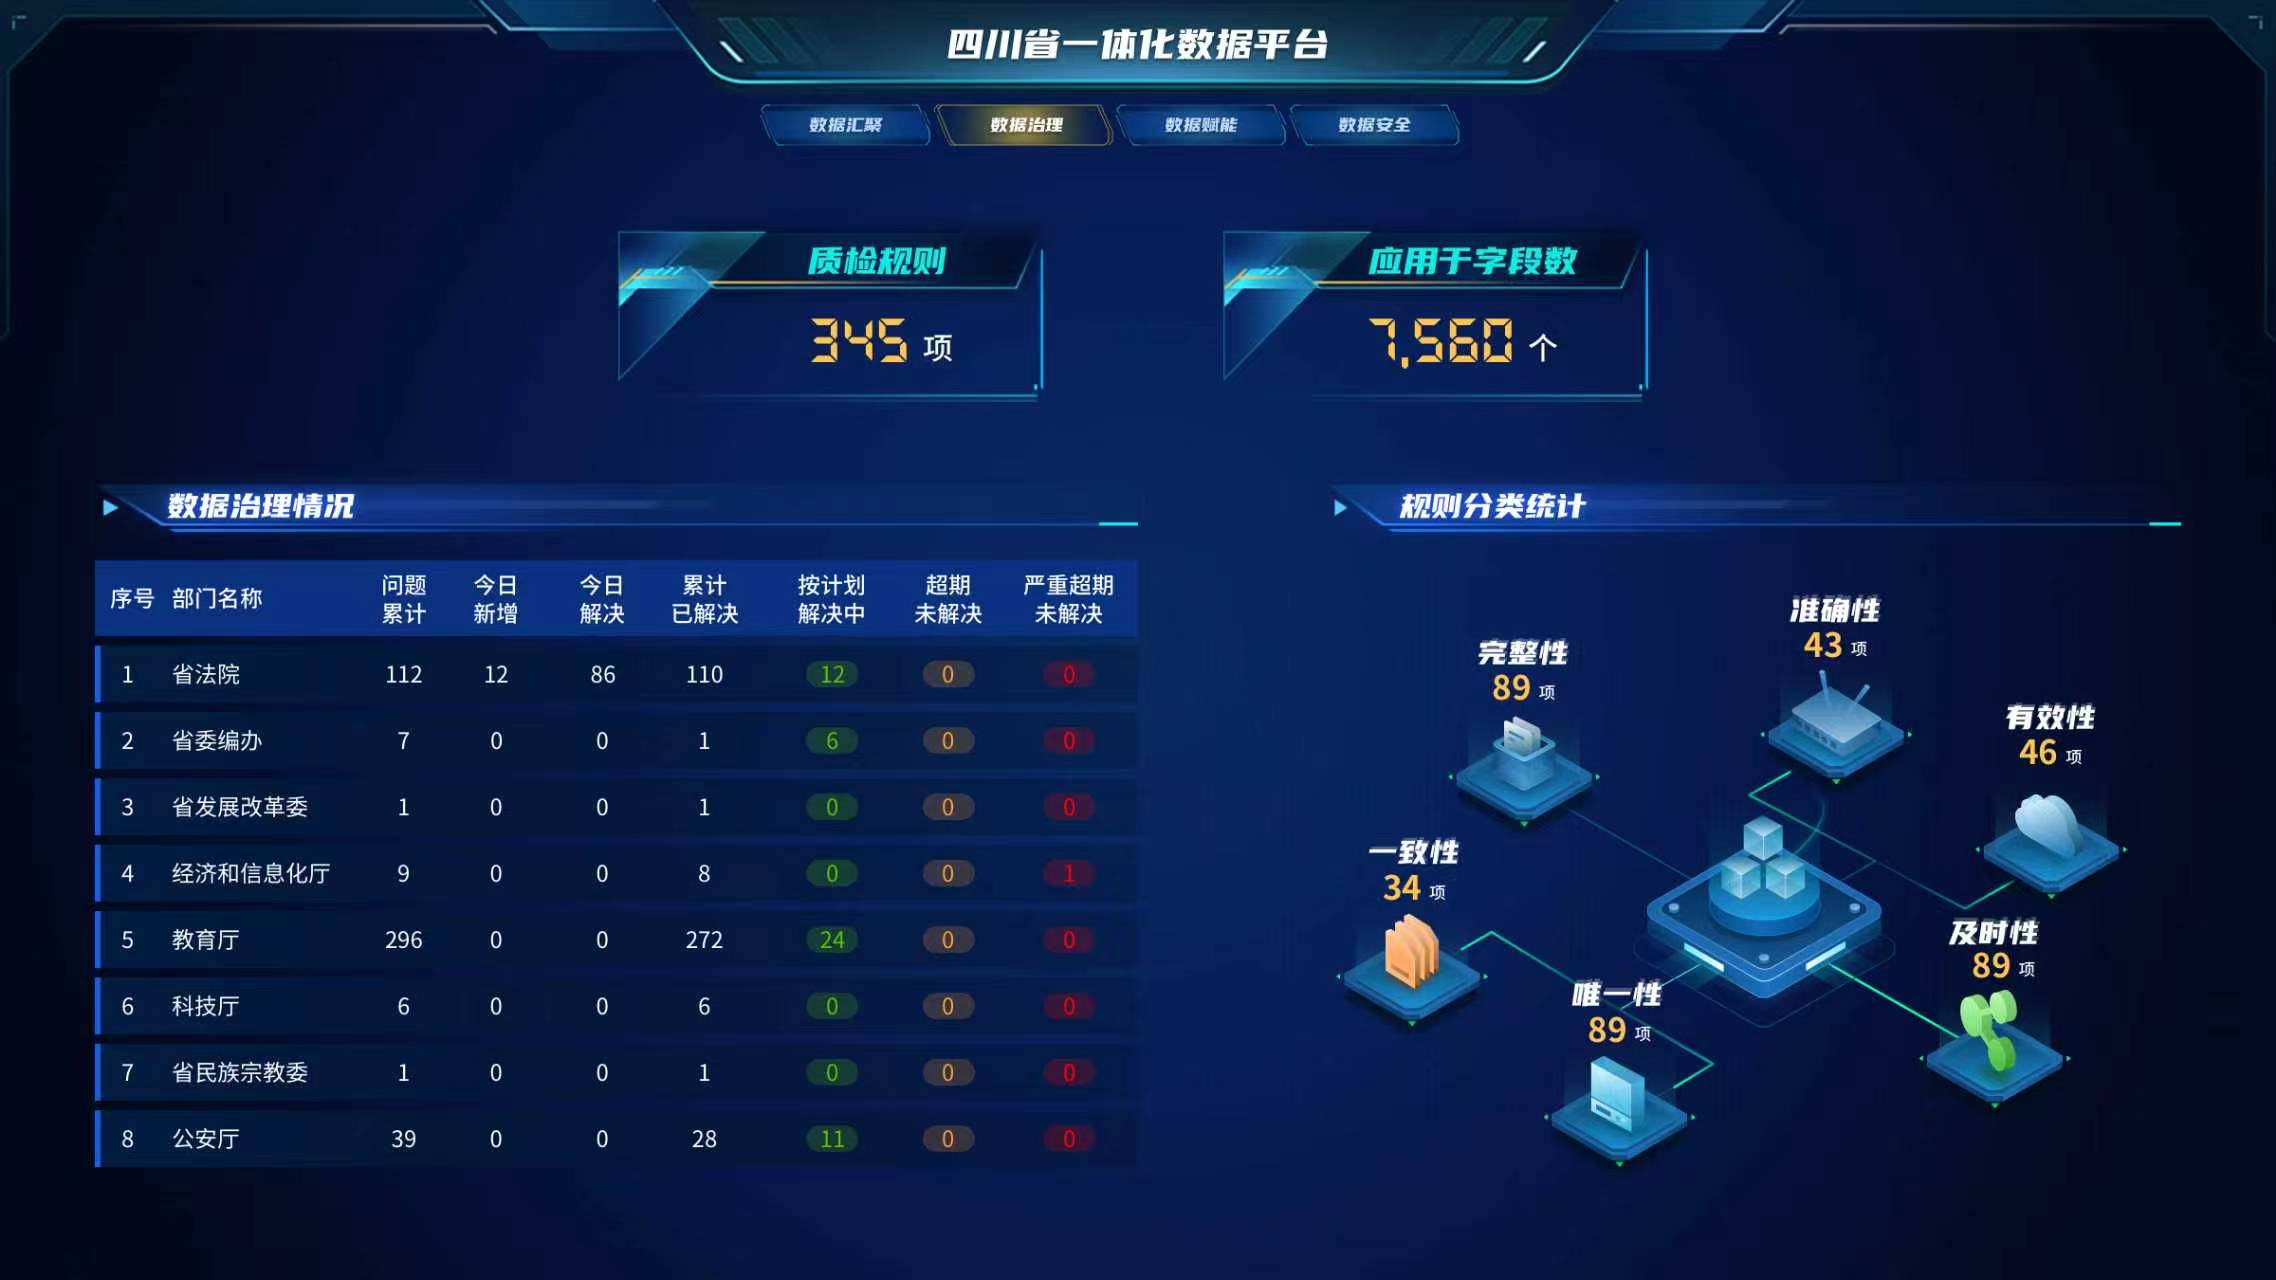 四川省一体化数据平台
数据汇聚 数据治理 数据赋能 数据安全
质检规则
345 项
应用于字段数
7,560 个
数据治理情况
序号 部门名称 问题累计 今日新增 今日解决 累计已解决 按计划解决中 超期未解决 严重超期未解决
1 省法院 112 12 86 110 12 0 0
2 省委编办 7 0 0 1 6 0 0
3 省发展改革委 1 0 0 1 0 0 0
4 经济和信息化厅 9 0 0 8 0 0 1
5 教育厅 296 0 0 272 24 0 0
6 科技厅 6 0 0 6 0 0 0
7 省民族宗教委 1 0 0 1 0 0 0
8 公安厅 39 0 0 28 11 0 0
规则分类统计
准确性
43 项
完整性
89 项
有效性
46 项
一致性
34 项
及时性
89 项
唯一性
89 项